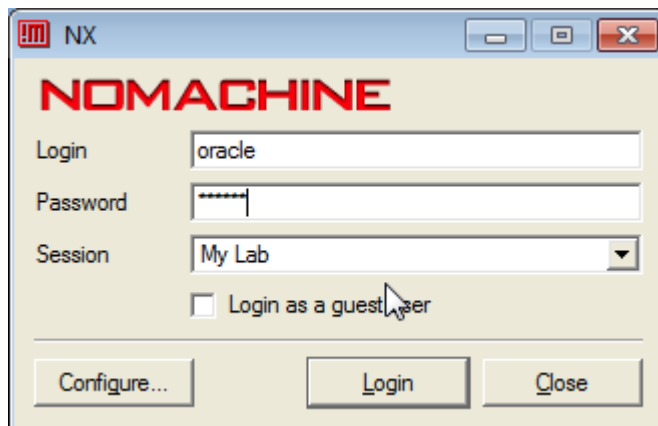 !M NX
NOMACHINE
Login oracle
Password ******
Session My Lab
Login as a guest user
Configure... Login Close